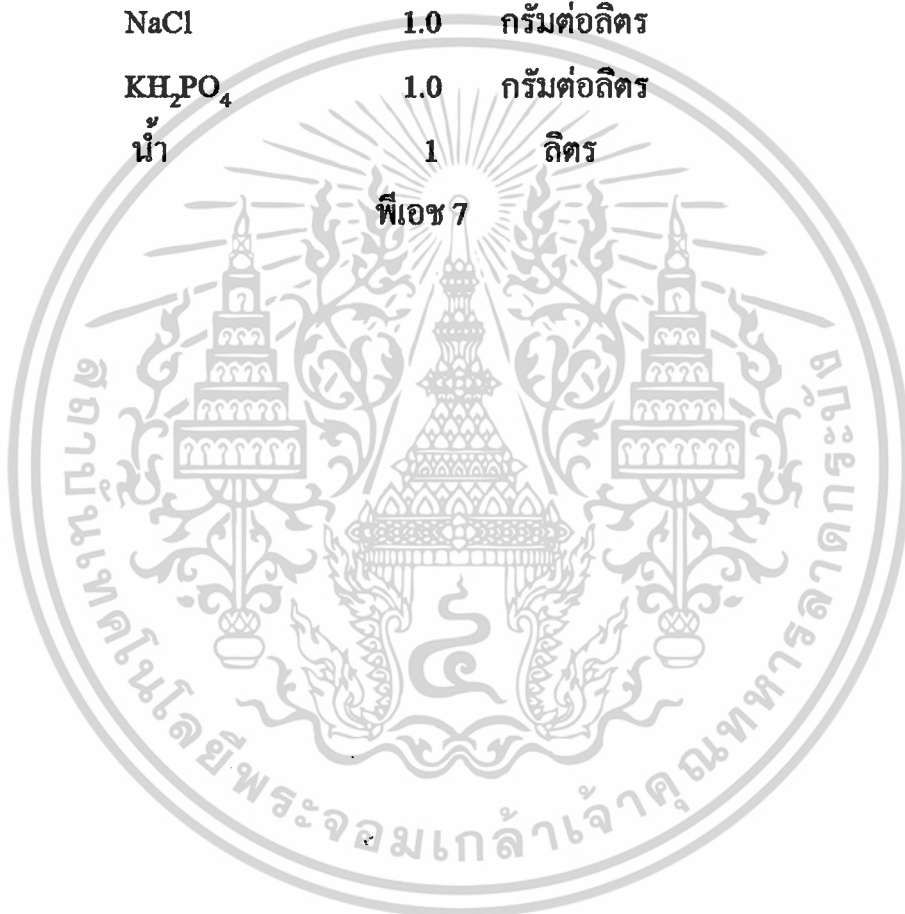 NaCl 1.0 กรัมต่อลิตร
KH₂PO₄ 1.0 กรัมต่อลิตร
น้ำ 1 ลิตร
พีเอช 7
สถาบันเทคโนโลยีพระจอมเกล้าเจ้าคุณทหารลาดกระบัง